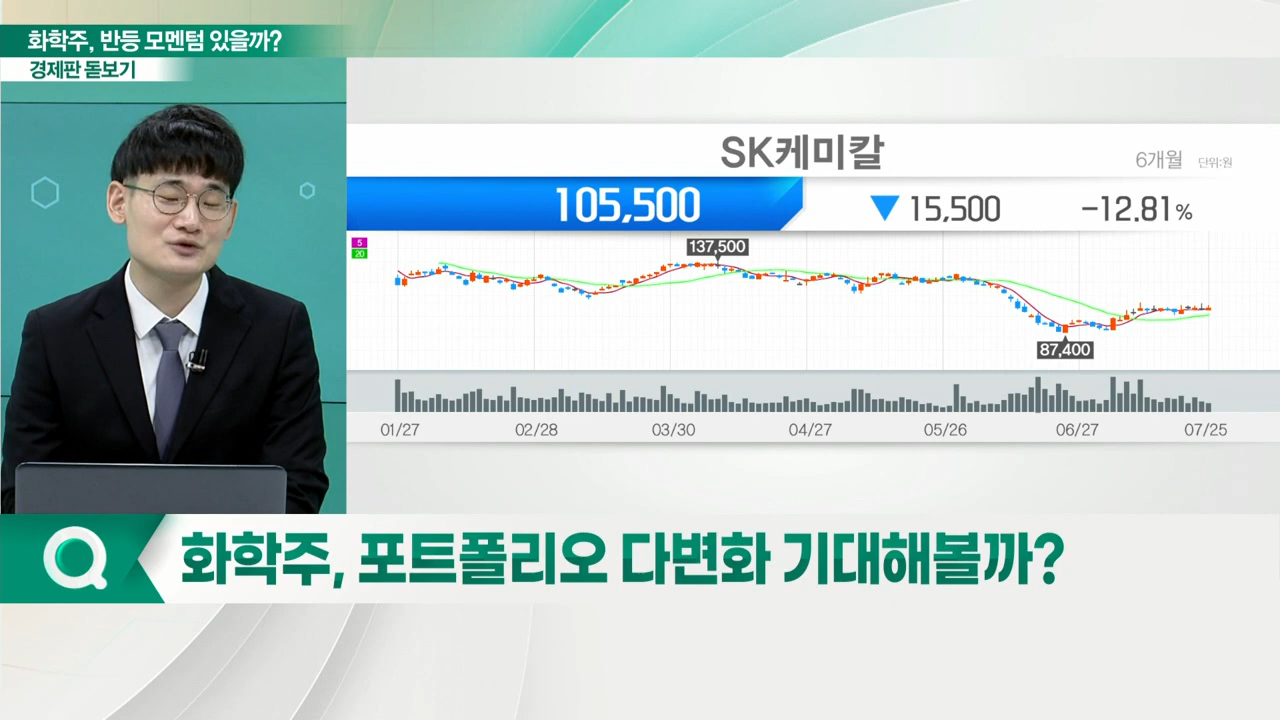 화학주, 반등 모멘텀 있을까?
경제판 돋보기
SK케미칼
6개월 단위:원
105,500 ▼ 15,500 -12.81%
5
20
137,500
87,400
01/27 02/28 03/30 04/27 05/26 06/27 07/25
화학주, 포트폴리오 다변화 기대해볼까?